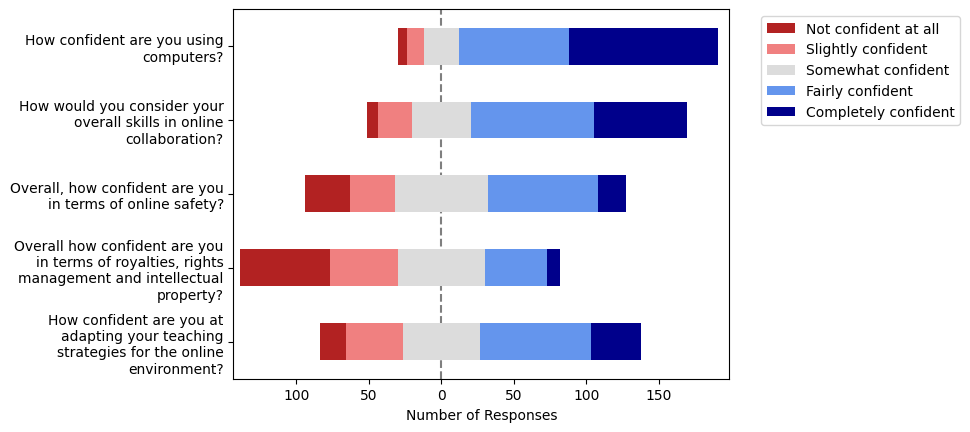 How confident are you using
computers?
How would you consider your
overall skills in online
collaboration?
Overall, how confident are you
in terms of online safety?
Overall how confident are you
in terms of royalties, rights
management and intellectual
property?
How confident are you at
adapting your teaching
strategies for the online
environment?
100 50 0 50 100 150
Number of Responses
Not confident at all
Slightly confident
Somewhat confident
Fairly confident
Completely confident